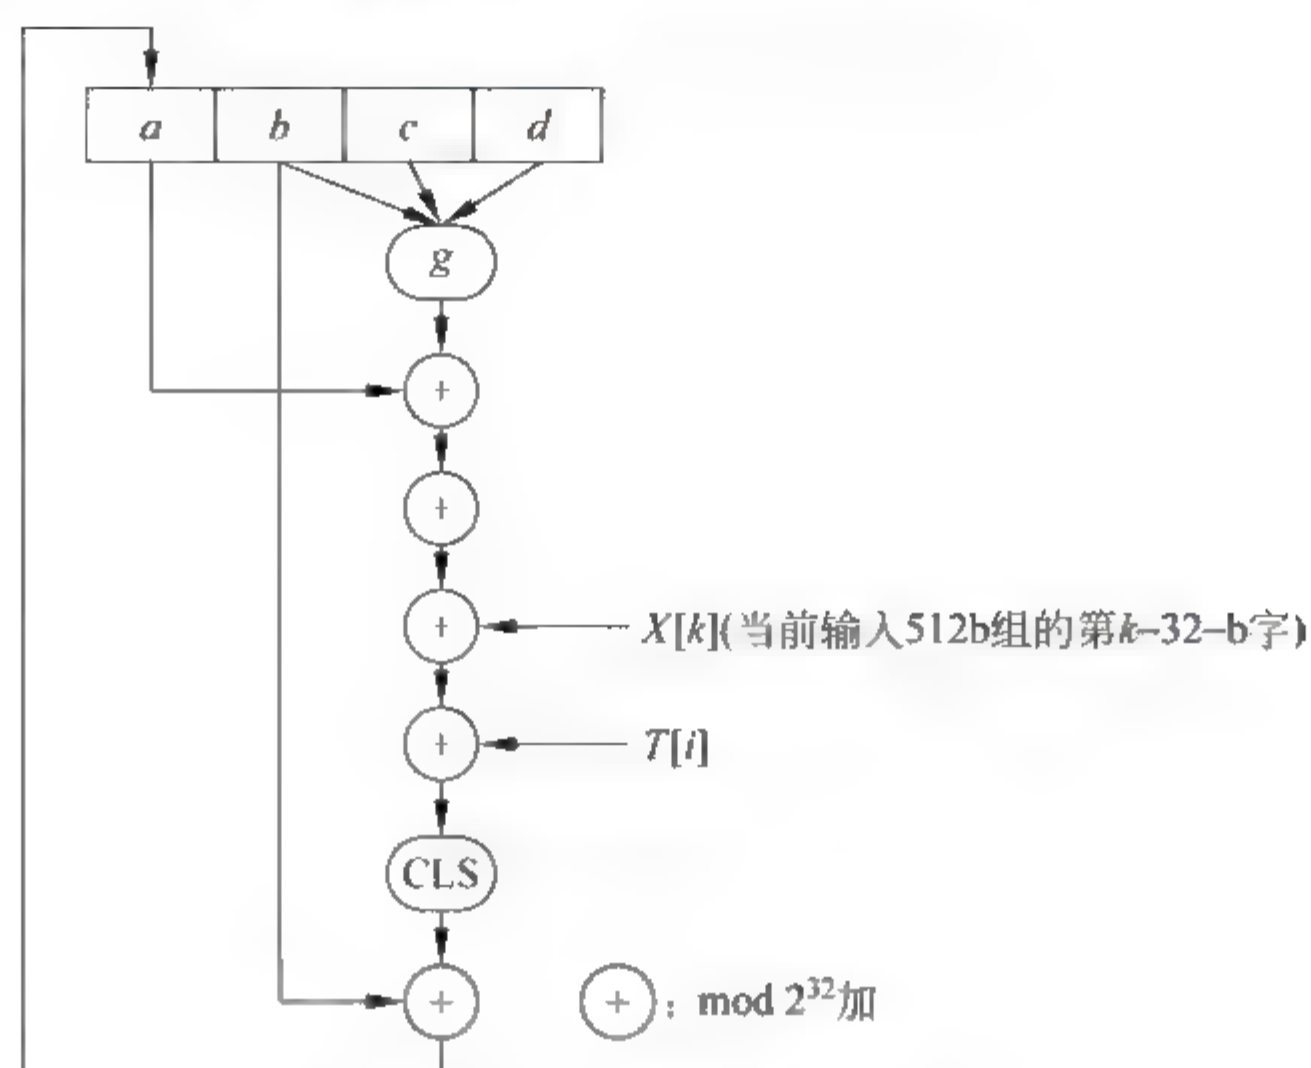 a b c d
g
+
+
+ X[k](当前输入512b组的第k-32-b字)
+ T[i]
CLS
+ + : mod 2³²加